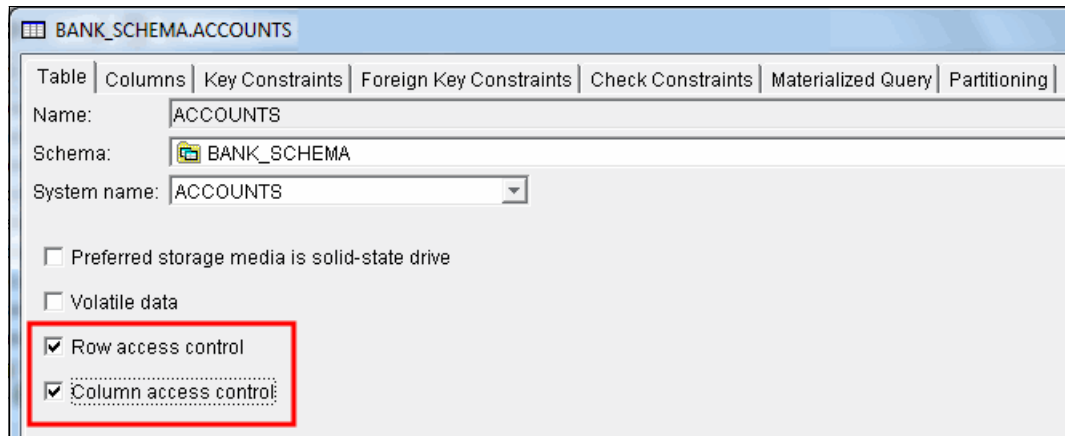 BANK_SCHEMA.ACCOUNTS
Table Columns Key Constraints Foreign Key Constraints Check Constraints Materialized Query Partitioning
Name: ACCOUNTS
Schema: BANK_SCHEMA
System name: ACCOUNTS
Preferred storage media is solid-state drive
Volatile data
Row access control
Column access control